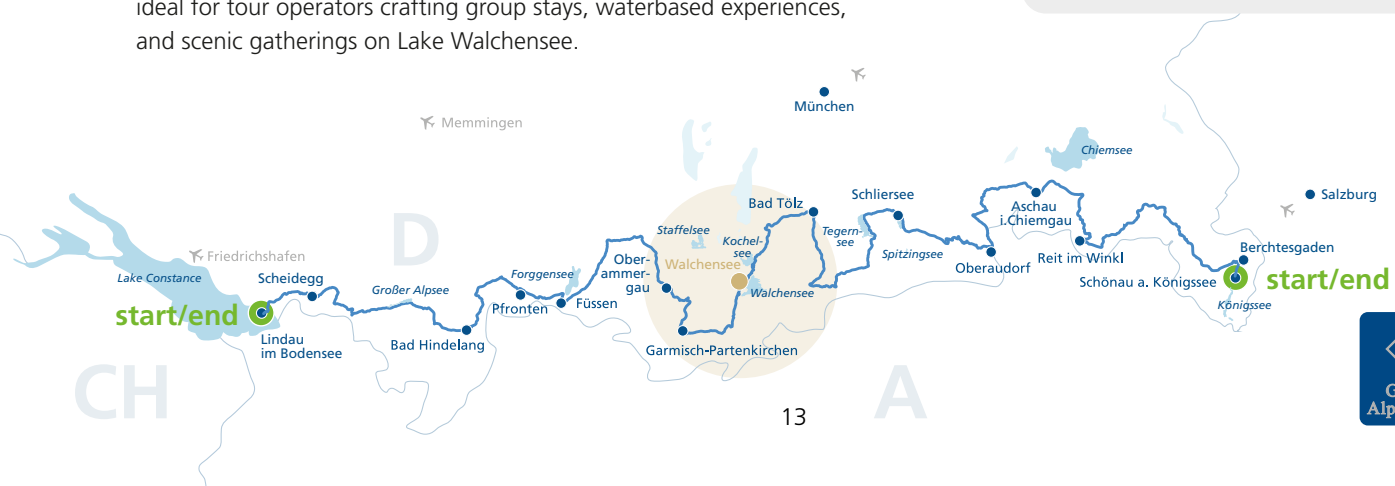 ideal for tour operators crafting group stays, waterbased experiences,
and scenic gatherings on Lake Walchensee.
München
Memmingen
Chiemsee
Salzburg
Schliersee
Bad Tölz
Aschau
i.Chiemgau
Staffelsee
Kochel-
see
Tegern-
see
D
Friedrichshafen
Lake Constance
Scheidegg
Großer Alpsee
Forggensee
Ober-
ammer-
gau
Walchensee
Walchensee
Spitzingsee
Oberaudorf
Reit im Winkl
Berchtesgaden
Schönau a. Königssee
start/end
Königssee
start/end
Lindau
im Bodensee
Bad Hindelang
Pfronten
Füssen
Garmisch-Partenkirchen
CH
A
13